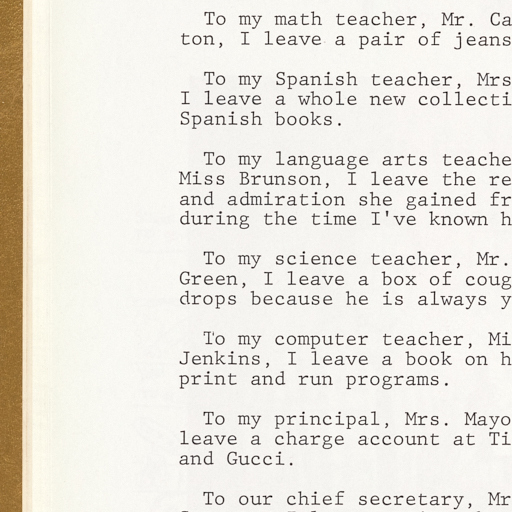 To my math teacher, Mr. Ca
ton, I leave a pair of jeans
To my Spanish teacher, Mrs
I leave a whole new collecti
Spanish books.
To my language arts teache
Miss Brunson, I leave the re
and admiration she gained fr
during the time I've known h
To my science teacher, Mr.
Green, I leave a box of coug
drops because he is always y
To my computer teacher, Mi
Jenkins, I leave a book on h
print and run programs.
To my principal, Mrs. Mayo
leave a charge account at Ti
and Gucci.
To our chief secretary, Mr